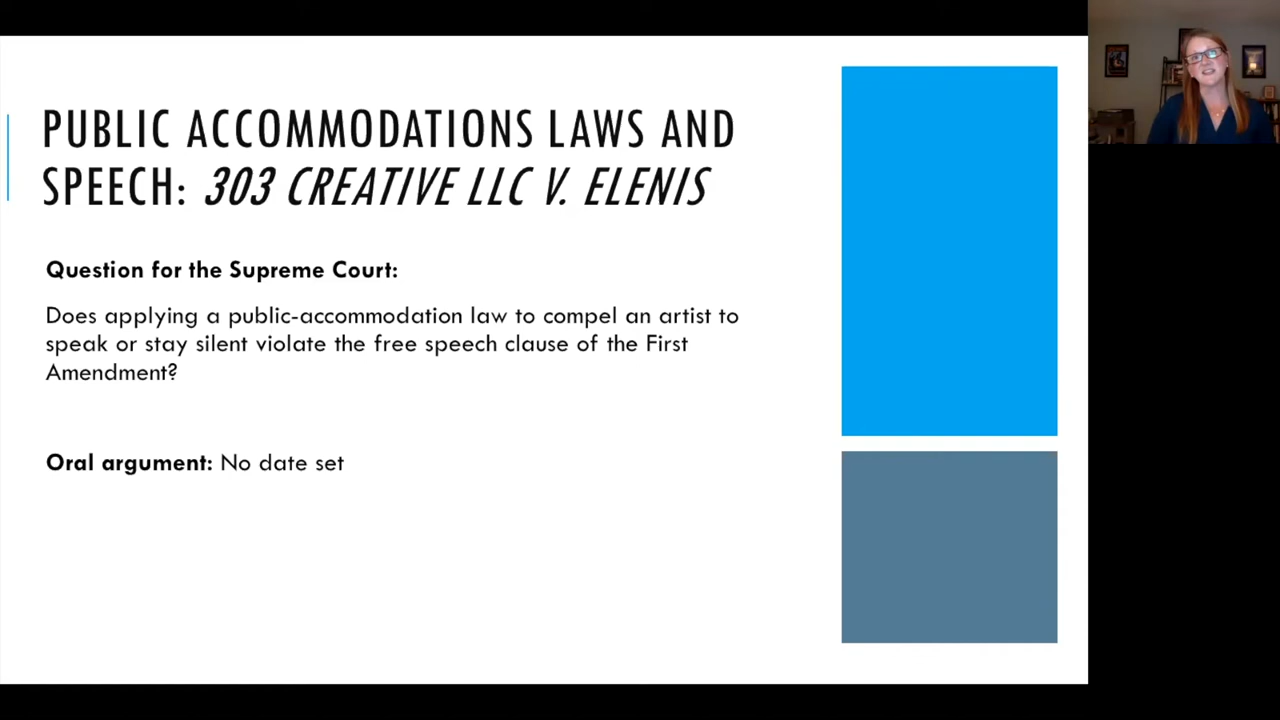 PUBLIC ACCOMMODATIONS LAWS AND
SPEECH: 303 CREATIVE LLC V. ELENIS
Question for the Supreme Court:
Does applying a public-accommodation law to compel an artist to
speak or stay silent violate the free speech clause of the First
Amendment?
Oral argument: No date set